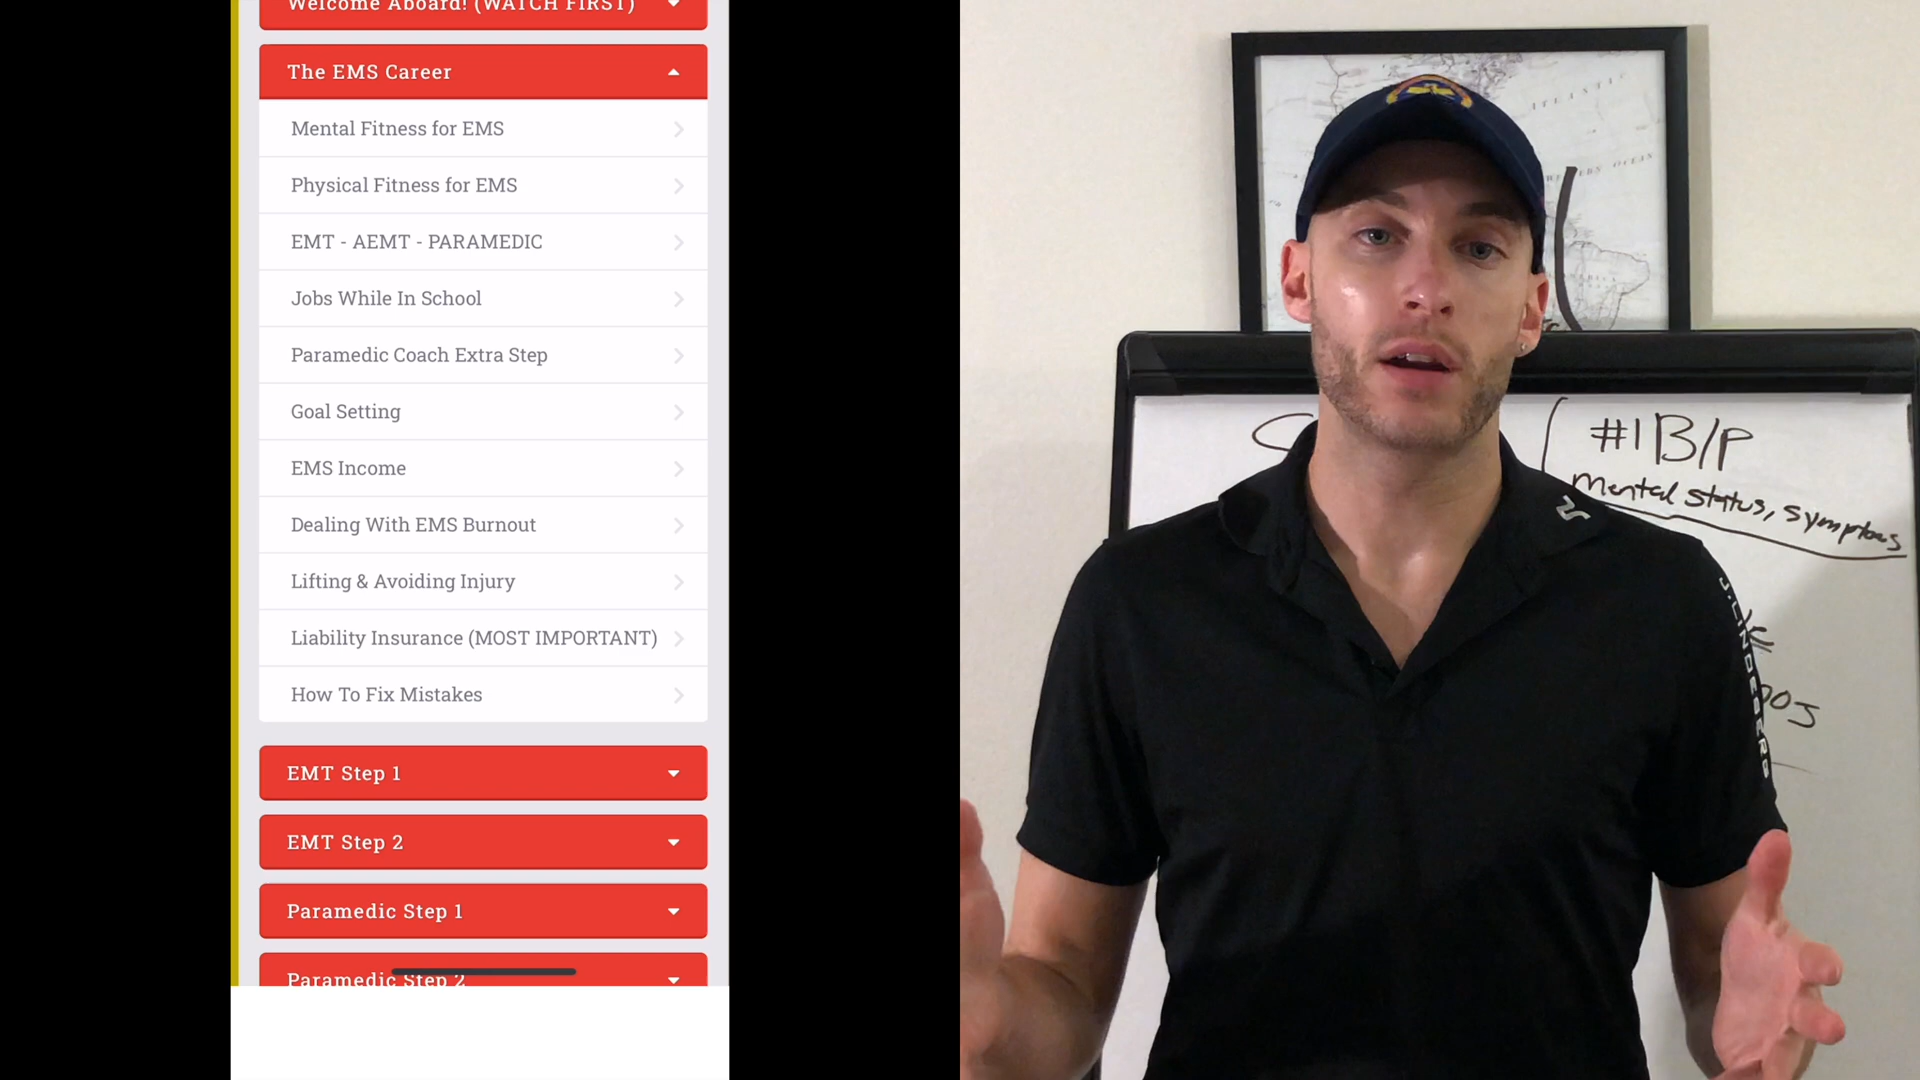 Welcome Aboard! (WATCH FIRST)
The EMS Career
Mental Fitness for EMS
Physical Fitness for EMS
EMT - AEMT - PARAMEDIC
Jobs While In School
Paramedic Coach Extra Step
Goal Setting
EMS Income
Dealing With EMS Burnout
Lifting & Avoiding Injury
Liability Insurance (MOST IMPORTANT)
How To Fix Mistakes
EMT Step 1
EMT Step 2
Paramedic Step 1
Paramedic Step 2
ATLANTIC
#1 B/P
mental status, symptoms
J.LINDEBERG